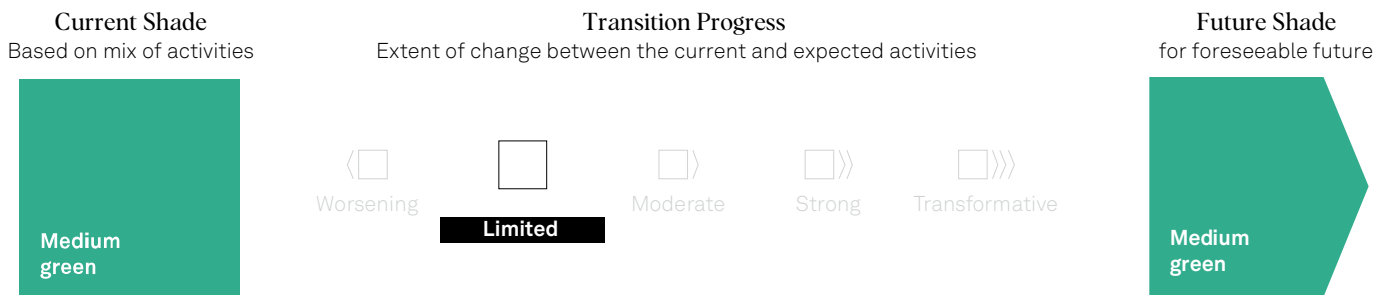 Current Shade
Based on mix of activities
Medium
green
Transition Progress
Extent of change between the current and expected activities
Worsening
Limited
Moderate
Strong
Transformative
Future Shade
for foreseeable future
Medium
green